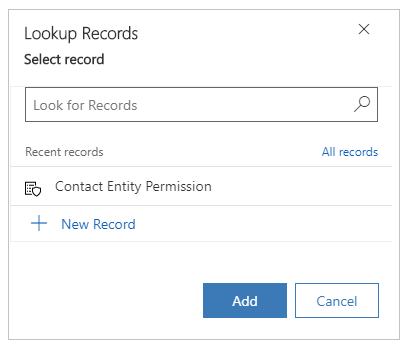 Lookup Records
Select record
Look for Records
Recent records All records
Contact Entity Permission
New Record
Add Cancel